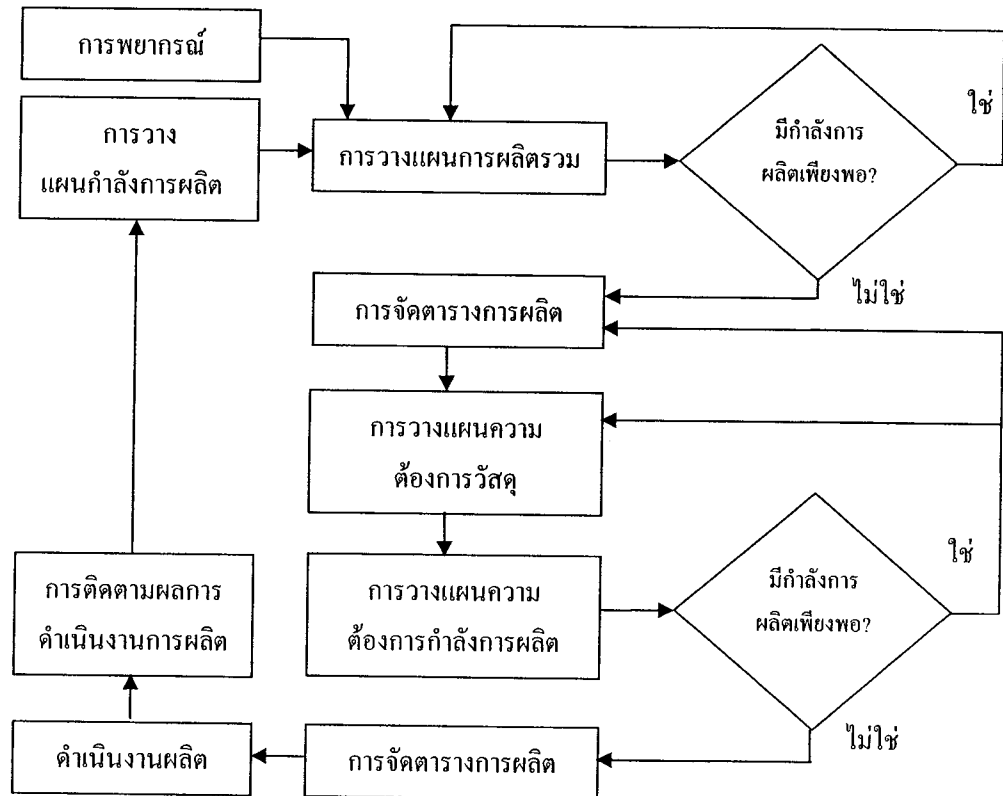 การพยากรณ์
การวาง
แผนกำลังการผลิต
การวางแผนการผลิตรวม
มีกำลังการ
ผลิตเพียงพอ?
ใช่
ไม่ใช่
การจัดตารางการผลิต
การวางแผนความ
ต้องการวัสดุ
การวางแผนความ
ต้องการกำลังการผลิต
มีกำลังการ
ผลิตเพียงพอ?
ใช่
ไม่ใช่
การจัดตารางการผลิต
ดำเนินงานผลิต
การติดตามผลการ
ดำเนินงานการผลิต